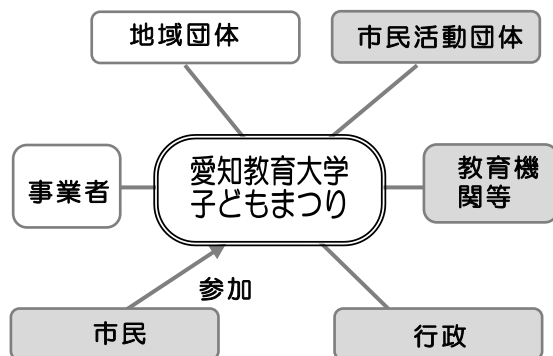 地域団体
市民活動団体
事業者
愛知教育大学
子どもまつり
教育機
関等
参加
市民
行政